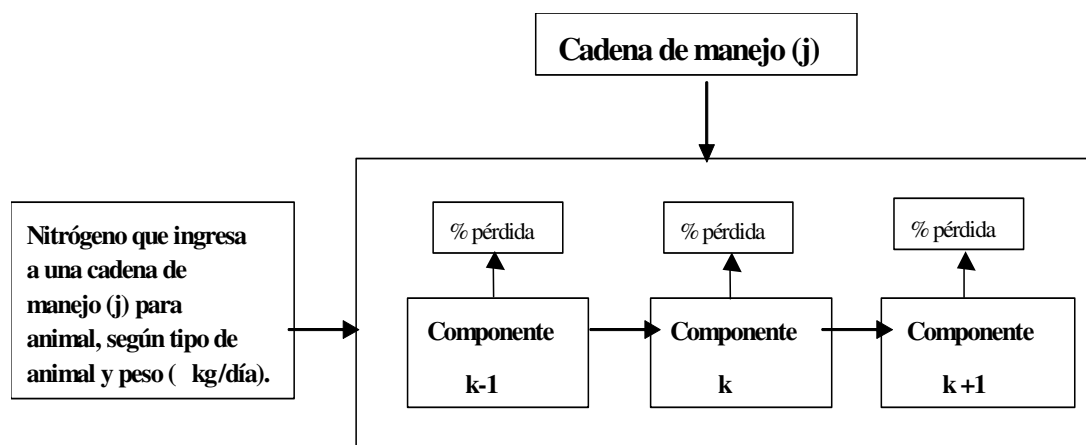 Cadena de manejo (j)
Nitrógeno que ingresa
a una cadena de
manejo (j) para
animal, según tipo de
animal y peso ( kg/día).
% pérdida
% pérdida
% pérdida
Componente
k-1
Componente
k
Componente
k +1